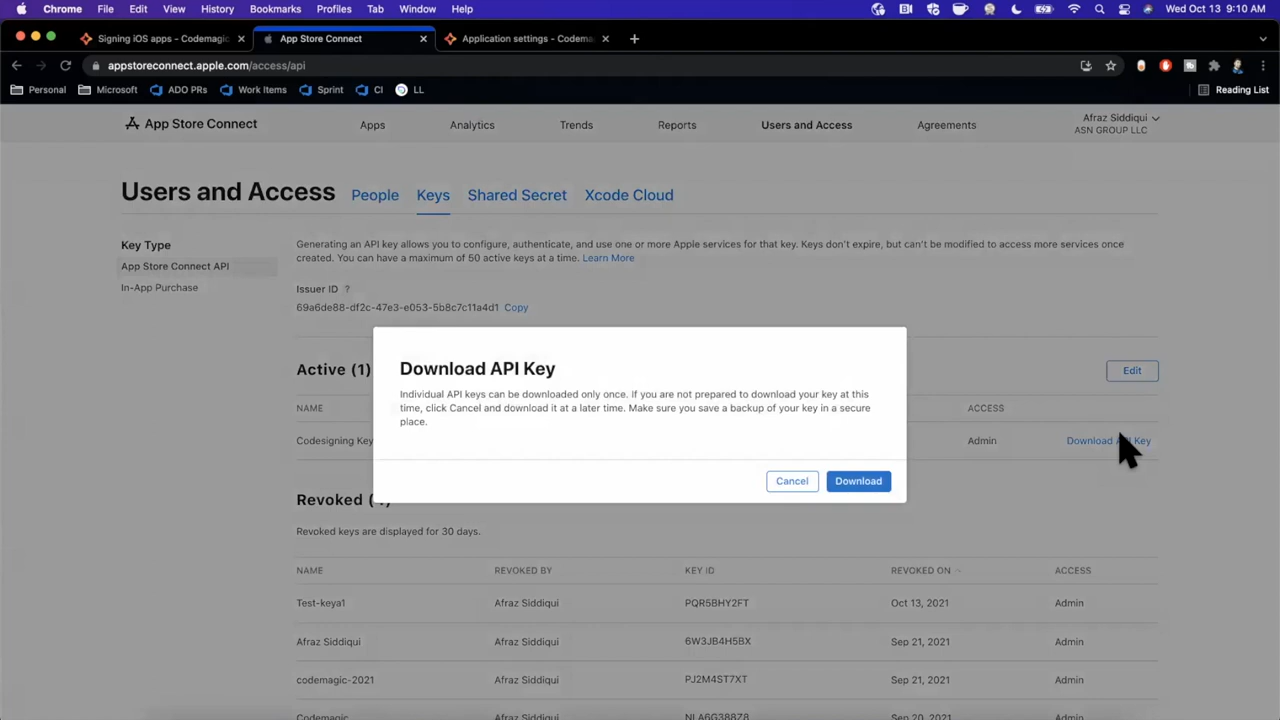 Chrome File Edit View History Bookmarks Profiles Tab Window Help Wed Oct 13 9:10 AM
Signing iOS apps - Codemagic App Store Connect Application settings - Codem
appstoreconnect.apple.com/access/api
Personal Microsoft ADO PRs Work Items Sprint CI LL Reading List
App Store Connect Apps Analytics Trends Reports Users and Access Agreements Afraz Siddiqui
ASN GROUP LLC
Users and Access People Keys Shared Secret Xcode Cloud
Key Type
App Store Connect API
In-App Purchase
Generating an API key allows you to configure, authenticate, and use one or more Apple services for that key. Keys don't expire, but can't be modified to access more services once
created. You can have a maximum of 50 active keys at a time. Learn More
Issuer ID ?
69a6de88-df2c-47e3-e053-5b8c7c11a4d1 Copy
Active (1) Edit
NAME ACCESS
Codesigning Key Admin Download API Key
Download API Key
Individual API keys can be downloaded only once. If you are not prepared to download your key at this
time, click Cancel and download it at a later time. Make sure you save a backup of your key in a secure
place.
Cancel Download
Revoked
Revoked keys are displayed for 30 days.
NAME REVOKED BY KEY ID REVOKED ON ACCESS
Test-keya1 Afraz Siddiqui PQR5BHY2FT Oct 13, 2021 Admin
Afraz Siddiqui Afraz Siddiqui 6W3JB4H5BX Sep 21, 2021 Admin
codemagic-2021 Afraz Siddiqui PJ2M4ST7XT Sep 21, 2021 Admin
Codemagic Afraz Siddiqui NLA6G388Z8 Sep 20, 2021 Admin